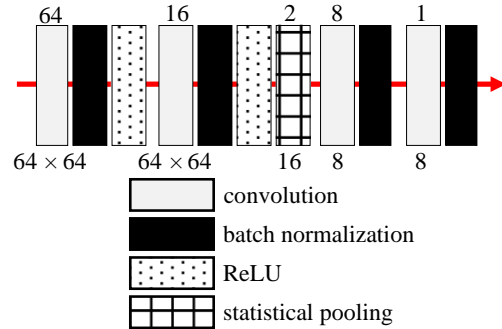 64 16 2 8 1
64 × 64 64 × 64 16 8 8
convolution
batch normalization
ReLU
statistical pooling